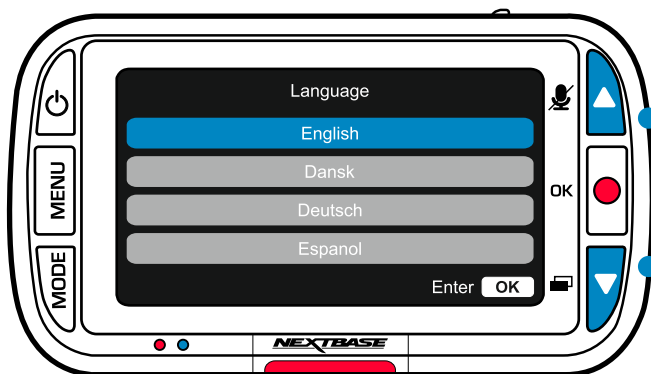 Language
English
Dansk
Deutsch
Espanol
Enter OK
MENU
MODE
OK
NEXTBASE